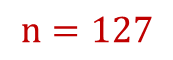 n = 127